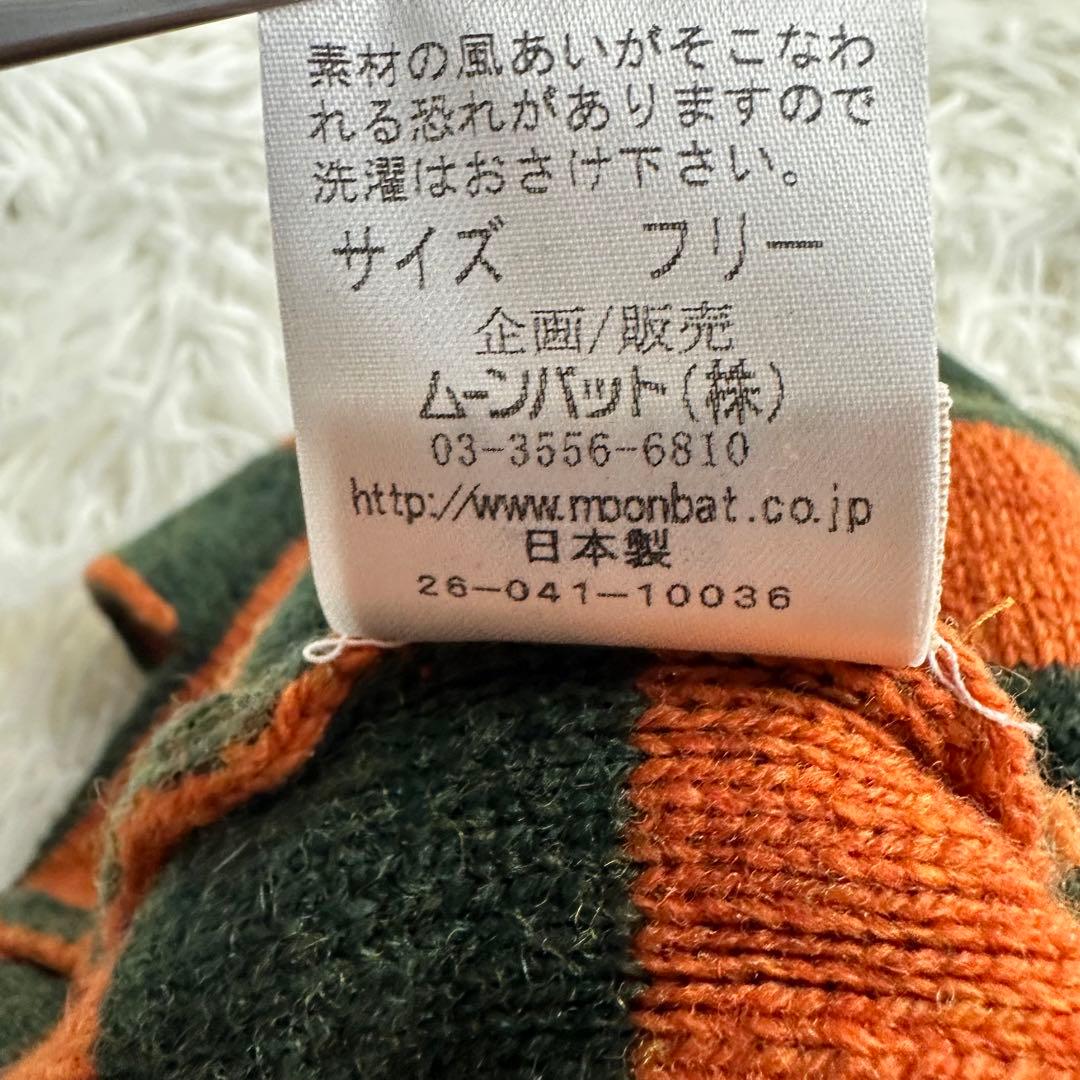 素材の風あいがそこなわ
れる恐れがありますので
洗濯はおさけ下さい。
サイズ フリー
企画/販売
ムーンバット(株)
03-3556-6810
http://www.moonbat.co.jp
日本製
26-041-10036